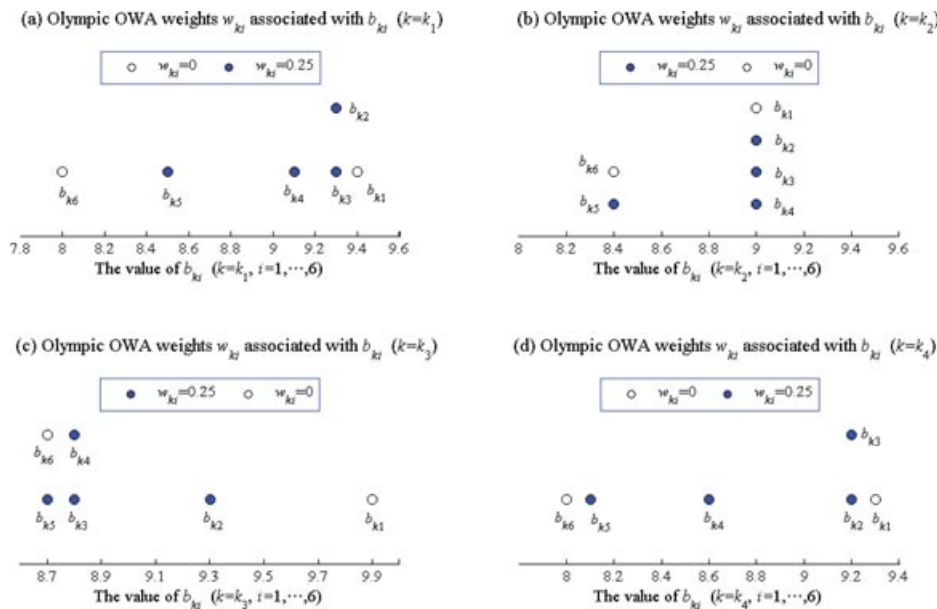 (a) Olympic OWA weights w_ki associated with b_ki (k=k_1)
w_ki=0 w_ki=0.25
b_k2
b_k6 b_k5 b_k4 b_k3 b_k1
7.8 8 8.2 8.4 8.6 8.8 9 9.2 9.4 9.6
The value of b_ki (k=k_1, i=1,⋯,6)
(b) Olympic OWA weights w_ki associated with b_ki (k=k_2)
w_ki=0.25 w_ki=0
b_k1
b_k2
b_k6 b_k3
b_k5 b_k4
8 8.2 8.4 8.6 8.8 9 9.2 9.4 9.6
The value of b_ki (k=k_2, i=1,⋯,6)
(c) Olympic OWA weights w_ki associated with b_ki (k=k_3)
w_ki=0.25 w_ki=0
b_k6 b_k4
b_k5 b_k3 b_k2 b_k1
8.7 8.9 9.1 9.3 9.5 9.7 9.9
The value of b_ki (k=k_3, i=1,⋯,6)
(d) Olympic OWA weights w_ki associated with b_ki (k=k_4)
w_ki=0 w_ki=0.25
b_k3
b_k6 b_k5 b_k4 b_k2 b_k1
8 8.2 8.4 8.6 8.8 9 9.2 9.4
The value of b_ki (k=k_4, i=1,⋯,6)